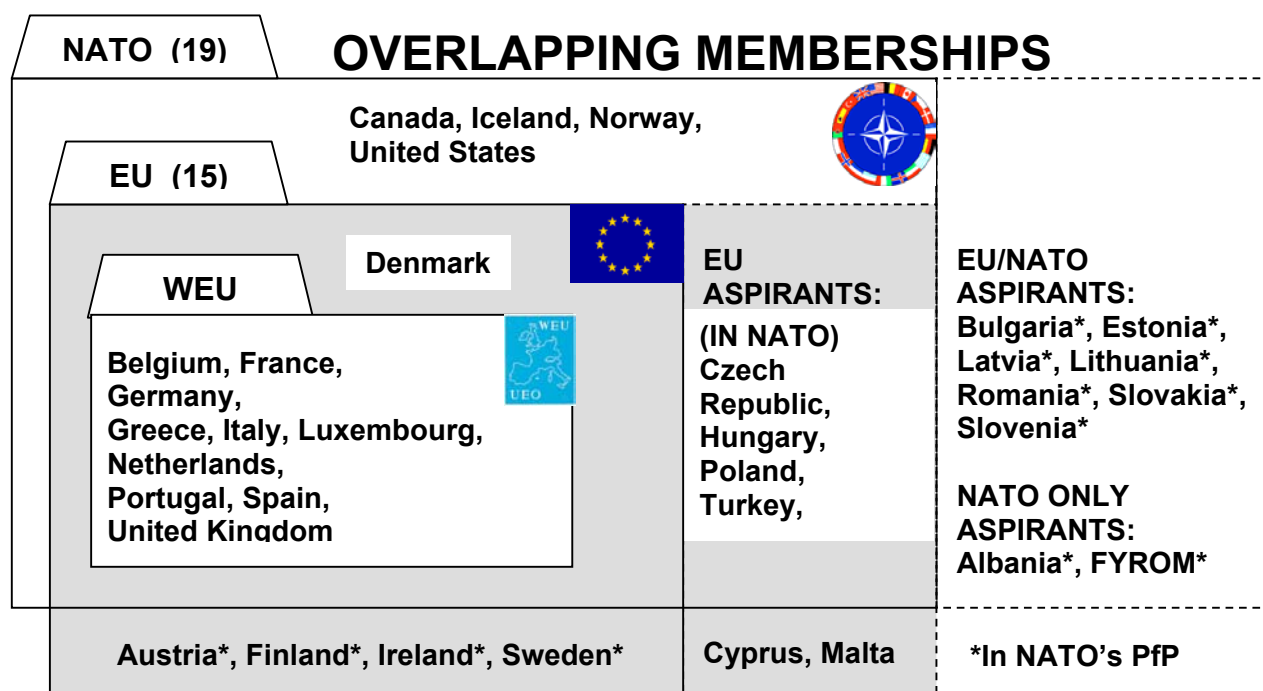 NATO (19)
OVERLAPPING MEMBERSHIPS
Canada, Iceland, Norway,
United States
EU (15)
Denmark
WEU
WEU
UEO
Belgium, France,
Germany,
Greece, Italy, Luxembourg,
Netherlands,
Portugal, Spain,
United Kingdom
EU
ASPIRANTS:
(IN NATO)
Czech
Republic,
Hungary,
Poland,
Turkey,
EU/NATO
ASPIRANTS:
Bulgaria*, Estonia*,
Latvia*, Lithuania*,
Romania*, Slovakia*,
Slovenia*
NATO ONLY
ASPIRANTS:
Albania*, FYROM*
Austria*, Finland*, Ireland*, Sweden*
Cyprus, Malta
*In NATO’s PfP